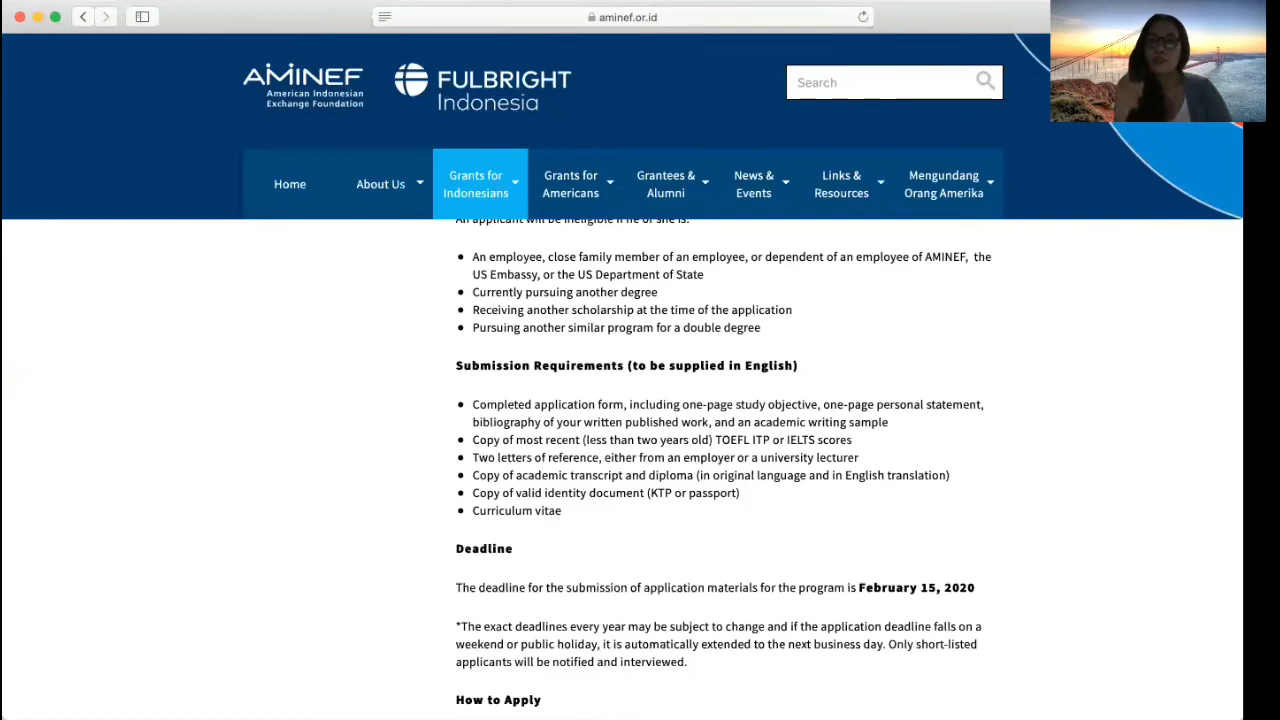 aminef.or.id
AMINEF
American Indonesian
Exchange Foundation
FULBRIGHT
Indonesia
Search
Home
About Us
Grants for
Indonesians
Grants for
Americans
Grantees &
Alumni
News &
Events
Links &
Resources
Mengundang
Orang Amerika
An applicant will be ineligible if he or she is:
An employee, close family member of an employee, or dependent of an employee of AMINEF,  the
US Embassy, or the US Department of State
Currently pursuing another degree
Receiving another scholarship at the time of the application
Pursuing another similar program for a double degree
Submission Requirements (to be supplied in English)
Completed application form, including one-page study objective, one-page personal statement,
bibliography of your written published work, and an academic writing sample
Copy of most recent (less than two years old) TOEFL ITP or IELTS scores
Two letters of reference, either from an employer or a university lecturer
Copy of academic transcript and diploma (in original language and in English translation)
Copy of valid identity document (KTP or passport)
Curriculum vitae
Deadline
The deadline for the submission of application materials for the program is February 15, 2020
*The exact deadlines every year may be subject to change and if the application deadline falls on a
weekend or public holiday, it is automatically extended to the next business day. Only short-listed
applicants will be notified and interviewed.
How to Apply